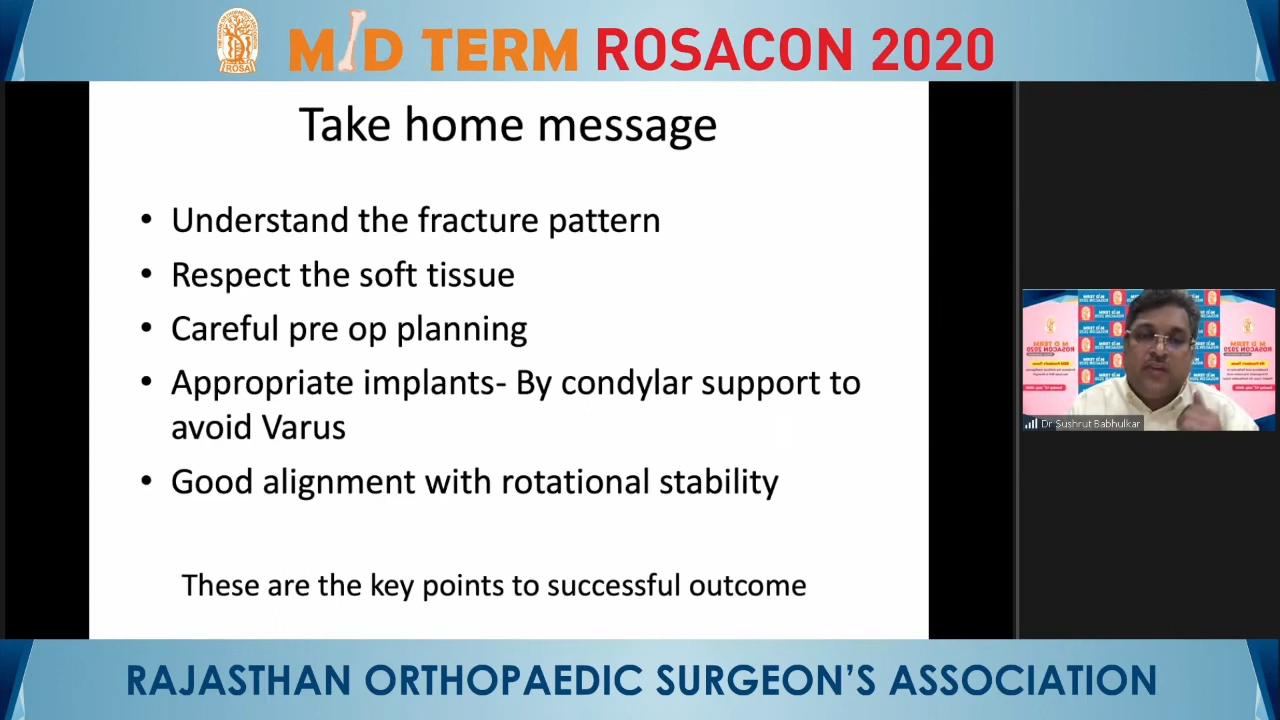 ROSA
MID TERM ROSACON 2020
Take home message
• Understand the fracture pattern
• Respect the soft tissue
• Careful pre op planning
• Appropriate implants- By condylar support to
avoid Varus
• Good alignment with rotational stability
These are the key points to successful outcome
Dr Sushrut Babhulkar
RAJASTHAN ORTHOPAEDIC SURGEON'S ASSOCIATION